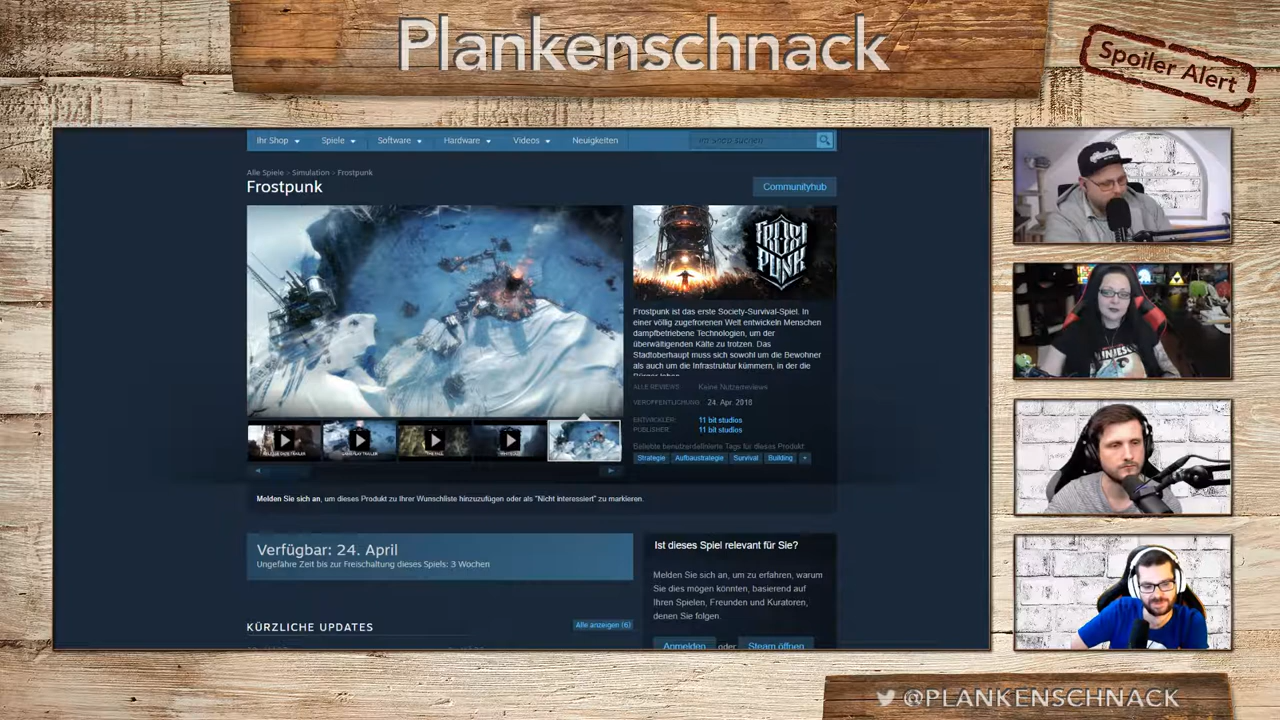 Plankenschnack
Spoiler Alert
Ihr Shop
Spiele
Software
Hardware
Videos
Neuigkeiten
Alle Spiele > Simulation > Frostpunk
Frostpunk
Communityhub
FROST
PUNK
Frostpunk ist das erste Society-Survival-Spiel. In
einer völlig zugefrorenen Welt entwickeln Menschen
dampfbetriebene Technologien, um der
überwältigenden Kälte zu trotzen. Das
Stadtoberhaupt muss sich sowohl um die Bewohner
als auch um die Infrastruktur kümmern, in der die
ALLE REVIEWS: Keine Nutzerreviews
VERÖFFENTLICHUNG: 24. Apr. 2018
ENTWICKLER: 11 bit studios
PUBLISHER: 11 bit studios
Beliebte benutzerdefinierte Tags für dieses Produkt
Strategie Aufbaustrategie Survival Building +
Melden Sie sich an, um dieses Produkt zu Ihrer Wunschliste hinzuzufügen oder als "Nicht interessiert" zu markieren.
Verfügbar: 24. April
Ungefähre Zeit bis zur Freischaltung dieses Spiels: 3 Wochen
Ist dieses Spiel relevant für Sie?
Melden Sie sich an, um zu erfahren, warum
Sie dies mögen könnten, basierend auf
Ihren Spielen, Freunden und Kuratoren,
denen Sie folgen.
Anmelden oder Steam öffnen
KÜRZLICHE UPDATES
Alle anzeigen (6)
@PLANKENSCHNACK